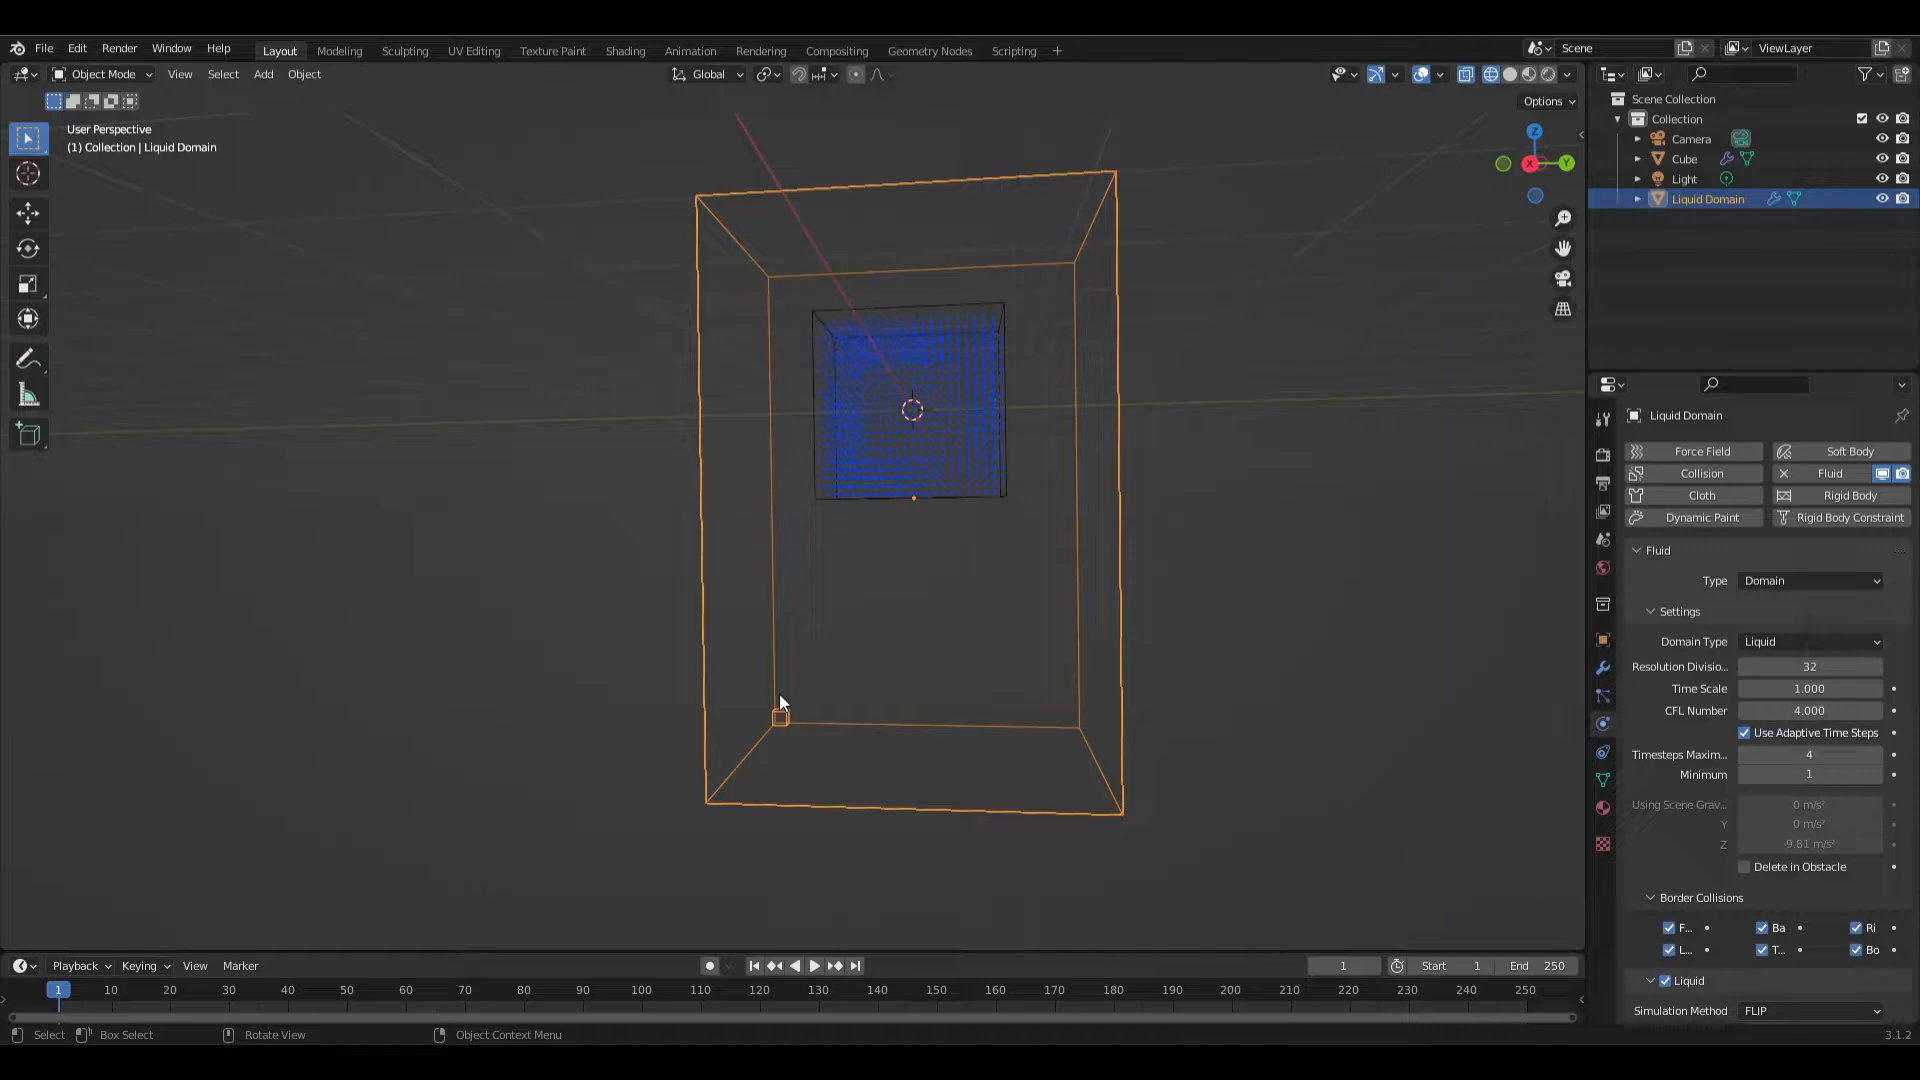 File Edit Render Window Help Layout Modeling Sculpting UV Editing Texture Paint Shading Animation Rendering Compositing Geometry Nodes Scripting + Scene ViewLayer
Object Mode View Select Add Object Global
Options
User Perspective
(1) Collection | Liquid Domain
Z
X
Y
Scene Collection
Collection
Camera
Cube
Light
Liquid Domain
Liquid Domain
Force Field Soft Body
Collision Fluid
Cloth Rigid Body
Dynamic Paint Rigid Body Constraint
Fluid
Type Domain
Settings
Domain Type Liquid
Resolution Divisio... 32
Time Scale 1.000
CFL Number 4.000
Use Adaptive Time Steps
Timesteps Maxim... 4
Minimum 1
Using Scene Grav... 0 m/s²
Y 0 m/s²
Z -9.81 m/s²
Delete in Obstacle
Border Collisions
F... Ba Ri
L... T... Bo
Liquid
Simulation Method FLIP
Playback Keying View Marker 1 Start 1 End 250
1 10 20 30 40 50 60 70 80 90 100 110 120 130 140 150 160 170 180 190 200 210 220 230 240 250
Select Box Select Rotate View Object Context Menu 3.1.2